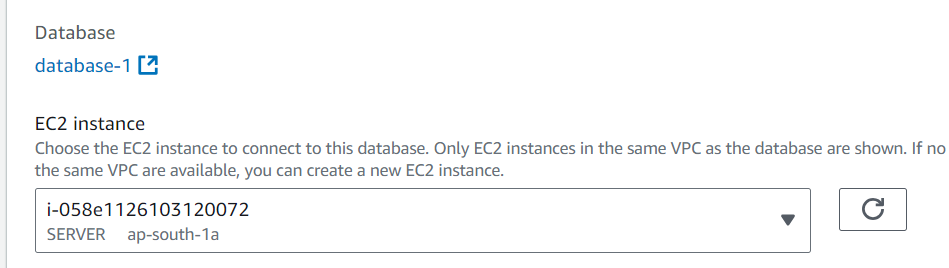 Database
database-1
EC2 instance
Choose the EC2 instance to connect to this database. Only EC2 instances in the same VPC as the database are shown. If no
the same VPC are available, you can create a new EC2 instance.
i-058e1126103120072
SERVER ap-south-1a